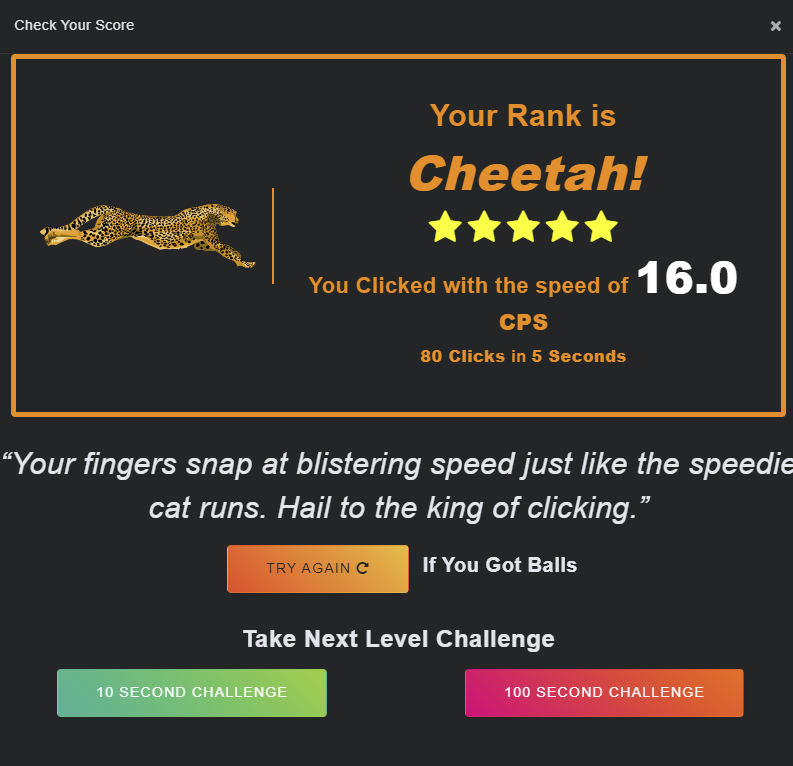 Check Your Score
×
Your Rank is
Cheetah!
You Clicked with the speed of 16.0
CPS
80 Clicks in 5 Seconds
“Your fingers snap at blistering speed just like the
cat runs. Hail to the king of clicking.”
TRY AGAIN
If You Got Balls
Take Next Level Challenge
10 SECOND CHALLENGE
100 SECOND CHALLENGE